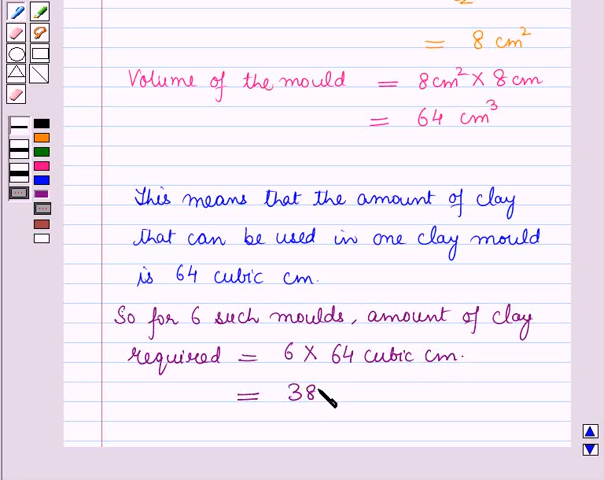 2
= 8 cm²
Volume of the mould = 8cm² × 8 cm
= 64 cm³
This means that the amount of clay
that can be used in one clay mould
is 64 cubic cm.
So for 6 such moulds, amount of clay
required = 6 × 64 cubic cm.
= 38